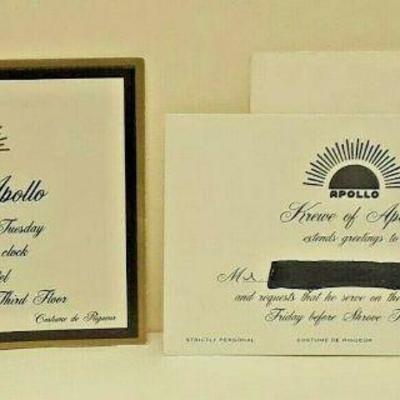 Apollo
Tuesday
clock
Third Floor
Costume de Rigueur
APOLLO
Krewe of Ap
extends greetings to
Mr.
and requests that he serve on the
Friday before Shrove T
STRICTLY PERSONAL COSTUME DE RIGUEUR